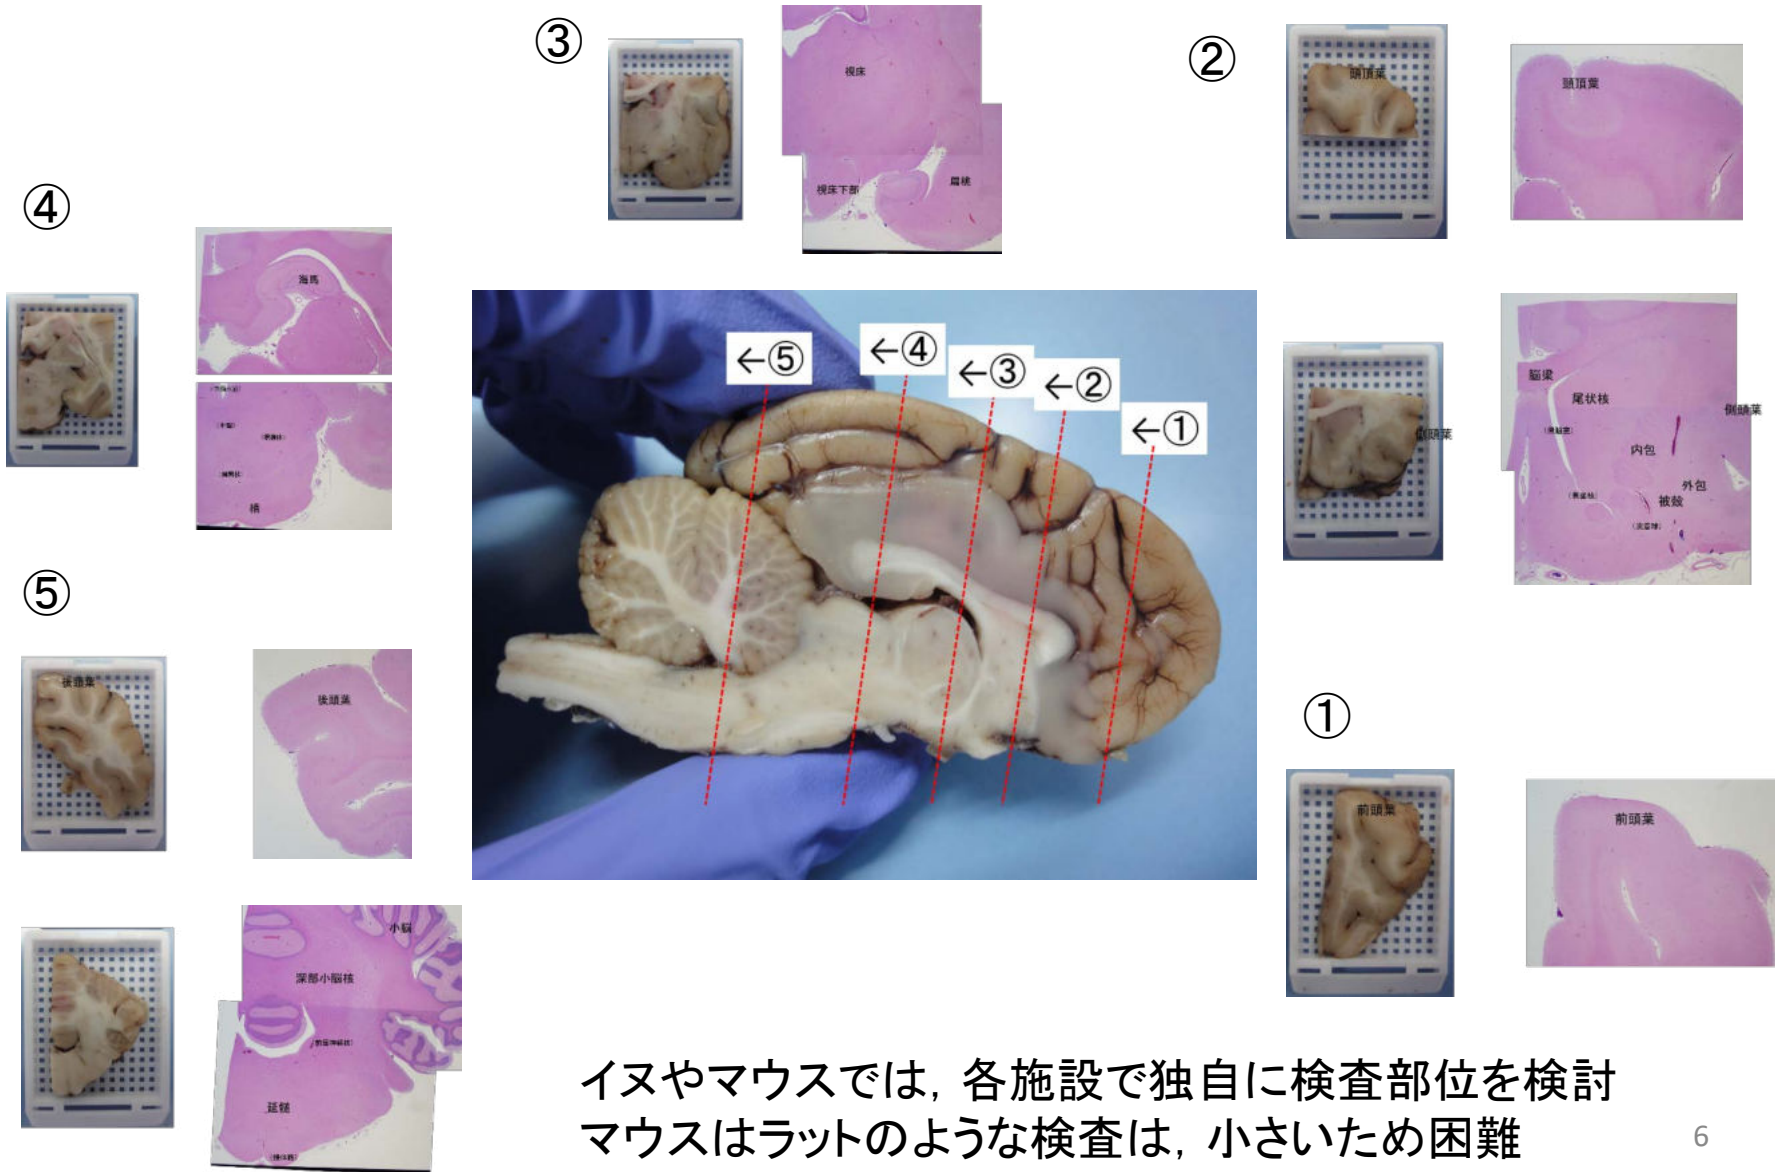 ③
視床
視床下部
扁桃
②
頭頂葉
頭頂葉
脳梁
尾状核
側頭葉
側頭葉
内包
外包
被殻
④
海馬
橋
←⑤
←④
←③
←②
←①
⑤
後頭葉
後頭葉
小脳
深部小脳核
延髄
①
前頭葉
前頭葉
イヌやマウスでは，各施設で独自に検査部位を検討
マウスはラットのような検査は，小さいため困難
6